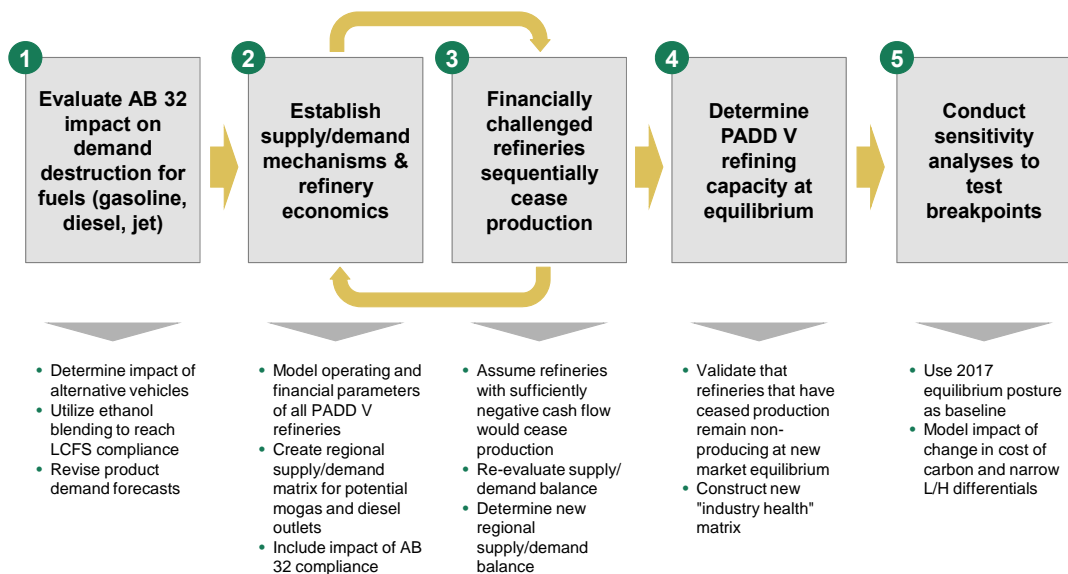 1
Evaluate AB 32
impact on
demand
destruction for
fuels (gasoline,
diesel, jet)
2
Establish
supply/demand
mechanisms &
refinery
economics
3
Financially
challenged
refineries
sequentially
cease
production
4
Determine
PADD V
refining
capacity at
equilibrium
5
Conduct
sensitivity
analyses to
test
breakpoints
• Determine impact of
alternative vehicles
• Utilize ethanol
blending to reach
LCFS compliance
• Revise product
demand forecasts
• Model operating and
financial parameters
of all PADD V
refineries
• Create regional
supply/demand
matrix for potential
mogas and diesel
outlets
• Include impact of AB
32 compliance
• Assume refineries
with sufficiently
negative cash flow
would cease
production
• Re-evaluate supply/
demand balance
• Determine new
regional
supply/demand
balance
• Validate that
refineries that have
ceased production
remain non-
producing at new
market equilibrium
• Construct new
"industry health"
matrix
• Use 2017
equilibrium posture
as baseline
• Model impact of
change in cost of
carbon and narrow
L/H differentials